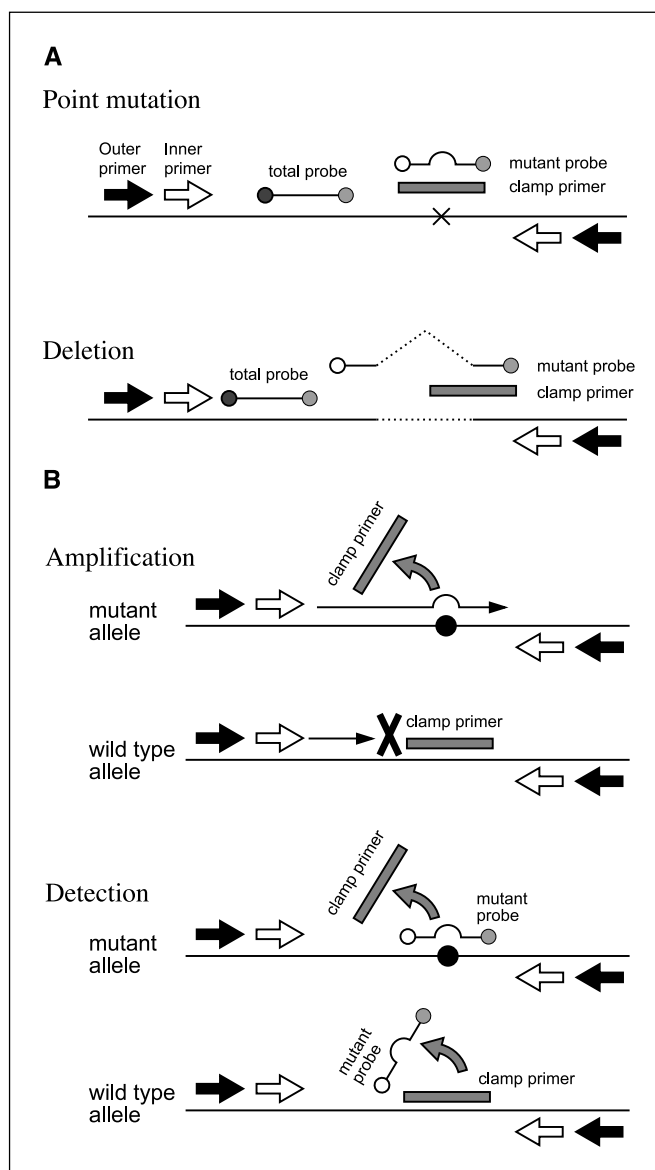 A
Point mutation
Outer
primer
Inner
primer
total probe
mutant probe
clamp primer
Deletion
total probe
mutant probe
clamp primer
B
Amplification
clamp primer
mutant
allele
clamp primer
wild type
allele
Detection
clamp primer
mutant
probe
mutant
allele
mutant
probe
clamp primer
wild type
allele